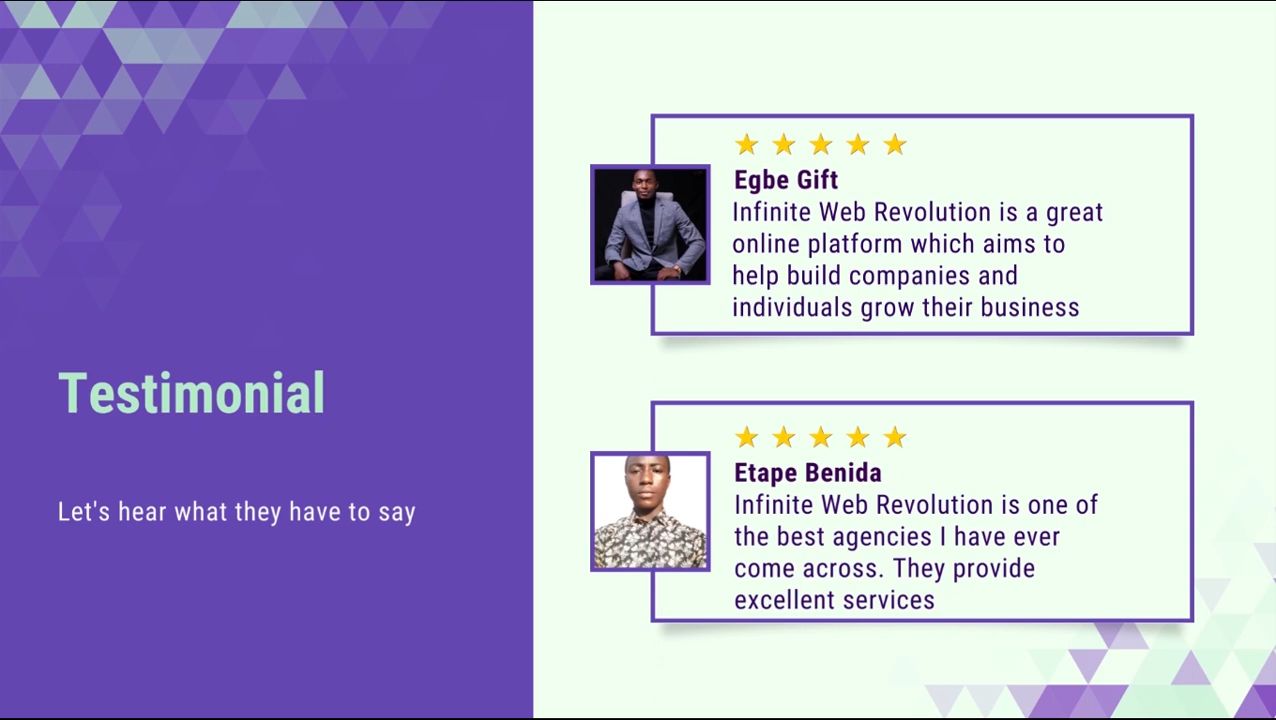 Testimonial
Let's hear what they have to say
Egbe Gift
Infinite Web Revolution is a great
online platform which aims to
help build companies and
individuals grow their business
Etape Benida
Infinite Web Revolution is one of
the best agencies I have ever
come across. They provide
excellent services